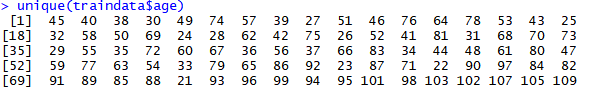 > unique(traindata$age)
[1] 45 40 38 30 49 74 57 39 27 51 46 76 64 78 53 43 25
[18] 32 58 50 69 24 28 62 42 75 26 52 41 81 31 68 70 73
[35] 29 55 35 72 60 67 36 56 37 66 83 34 44 48 61 80 47
[52] 59 77 63 54 33 79 65 86 92 23 87 71 22 90 97 84 82
[69] 91 89 85 88 21 93 96 99 94 95 101 98 103 102 107 105 109